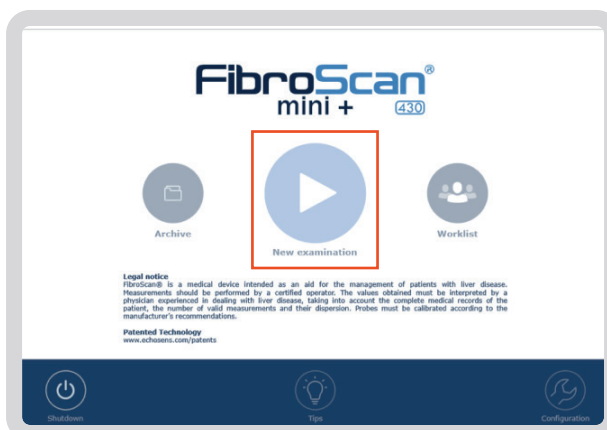 FibroScan®
mini + 430
Archive
New examination
Worklist
Legal notice
FibroScan® is a medical device intended as an aid for the management of patients with liver disease.
Measurements should be performed by a certified operator. The values obtained must be interpreted by a
physician experienced in dealing with liver disease, taking into account the complete medical records of the
patient, the number of valid measurements and their dispersion. Probes must be calibrated according to the
manufacturer's recommendations.
Patented Technology
www.echosens.com/patents
Shutdown
Tips
Configuration